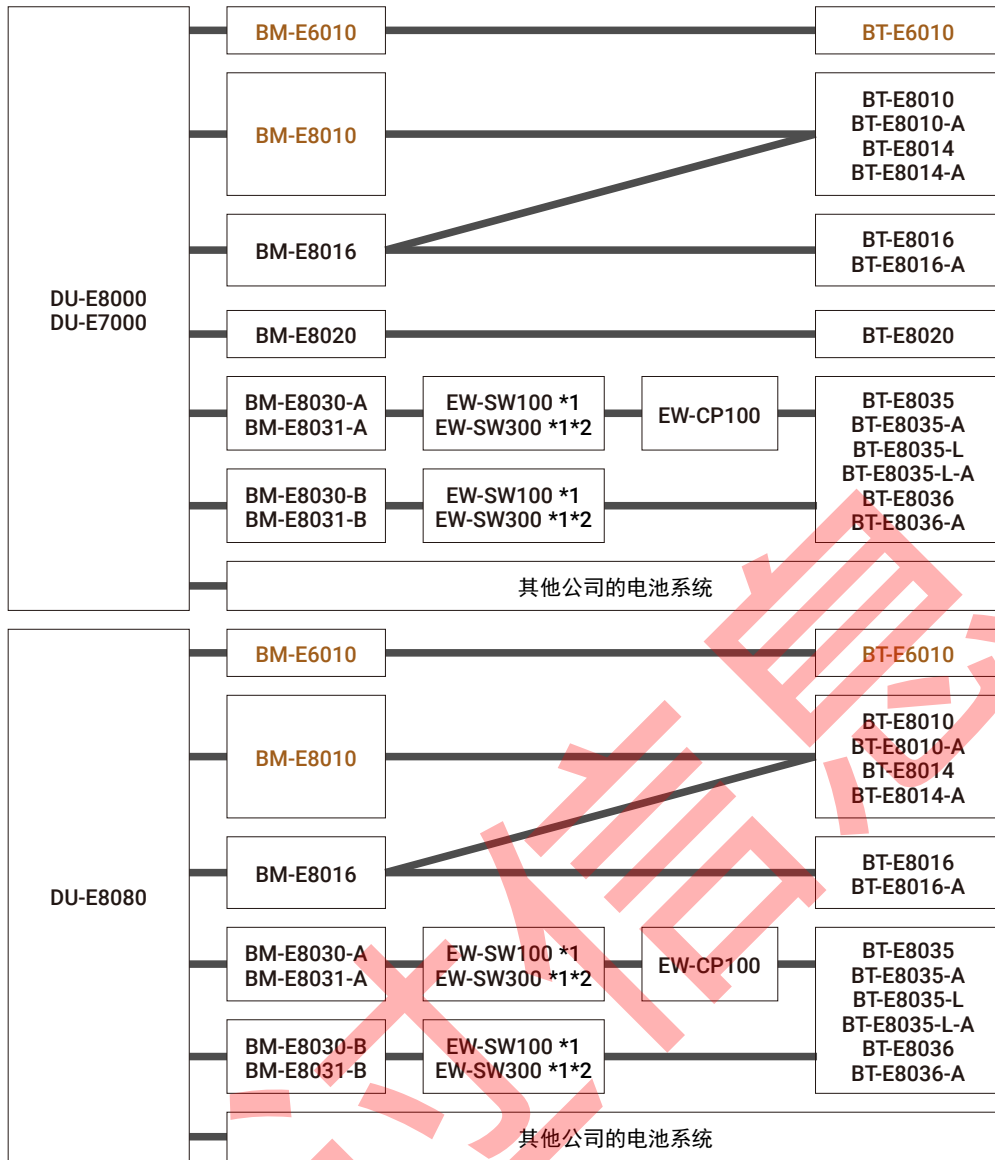 DU-E8000
DU-E7000
BM-E6010
BT-E6010
BM-E8010
BT-E8010
BT-E8010-A
BT-E8014
BT-E8014-A
BM-E8016
BT-E8016
BT-E8016-A
BM-E8020
BT-E8020
BM-E8030-A
BM-E8031-A
EW-SW100 *1
EW-SW300 *1*2
EW-CP100
BT-E8035
BT-E8035-A
BT-E8035-L
BT-E8035-L-A
BT-E8036
BT-E8036-A
BM-E8030-B
BM-E8031-B
EW-SW100 *1
EW-SW300 *1*2
其他公司的电池系统
DU-E8080
BM-E6010
BT-E6010
BM-E8010
BT-E8010
BT-E8010-A
BT-E8014
BT-E8014-A
BM-E8016
BT-E8016
BT-E8016-A
BM-E8030-A
BM-E8031-A
EW-SW100 *1
EW-SW300 *1*2
EW-CP100
BT-E8035
BT-E8035-A
BT-E8035-L
BT-E8035-L-A
BT-E8036
BT-E8036-A
BM-E8030-B
BM-E8031-B
EW-SW100 *1
EW-SW300 *1*2
其他公司的电池系统
信息